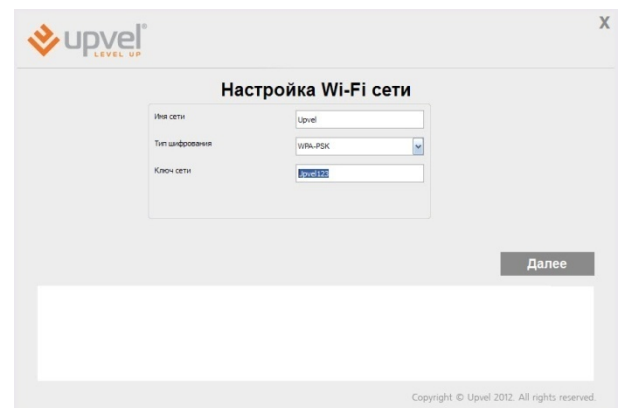 X
upvel
LEVEL UP
Настройка Wi-Fi сети
Имя сети Upvel
Тип шифрования WPA-PSK
Ключ сети Upvel123
Далее
Copyright © Upvel 2012. All rights reserved.